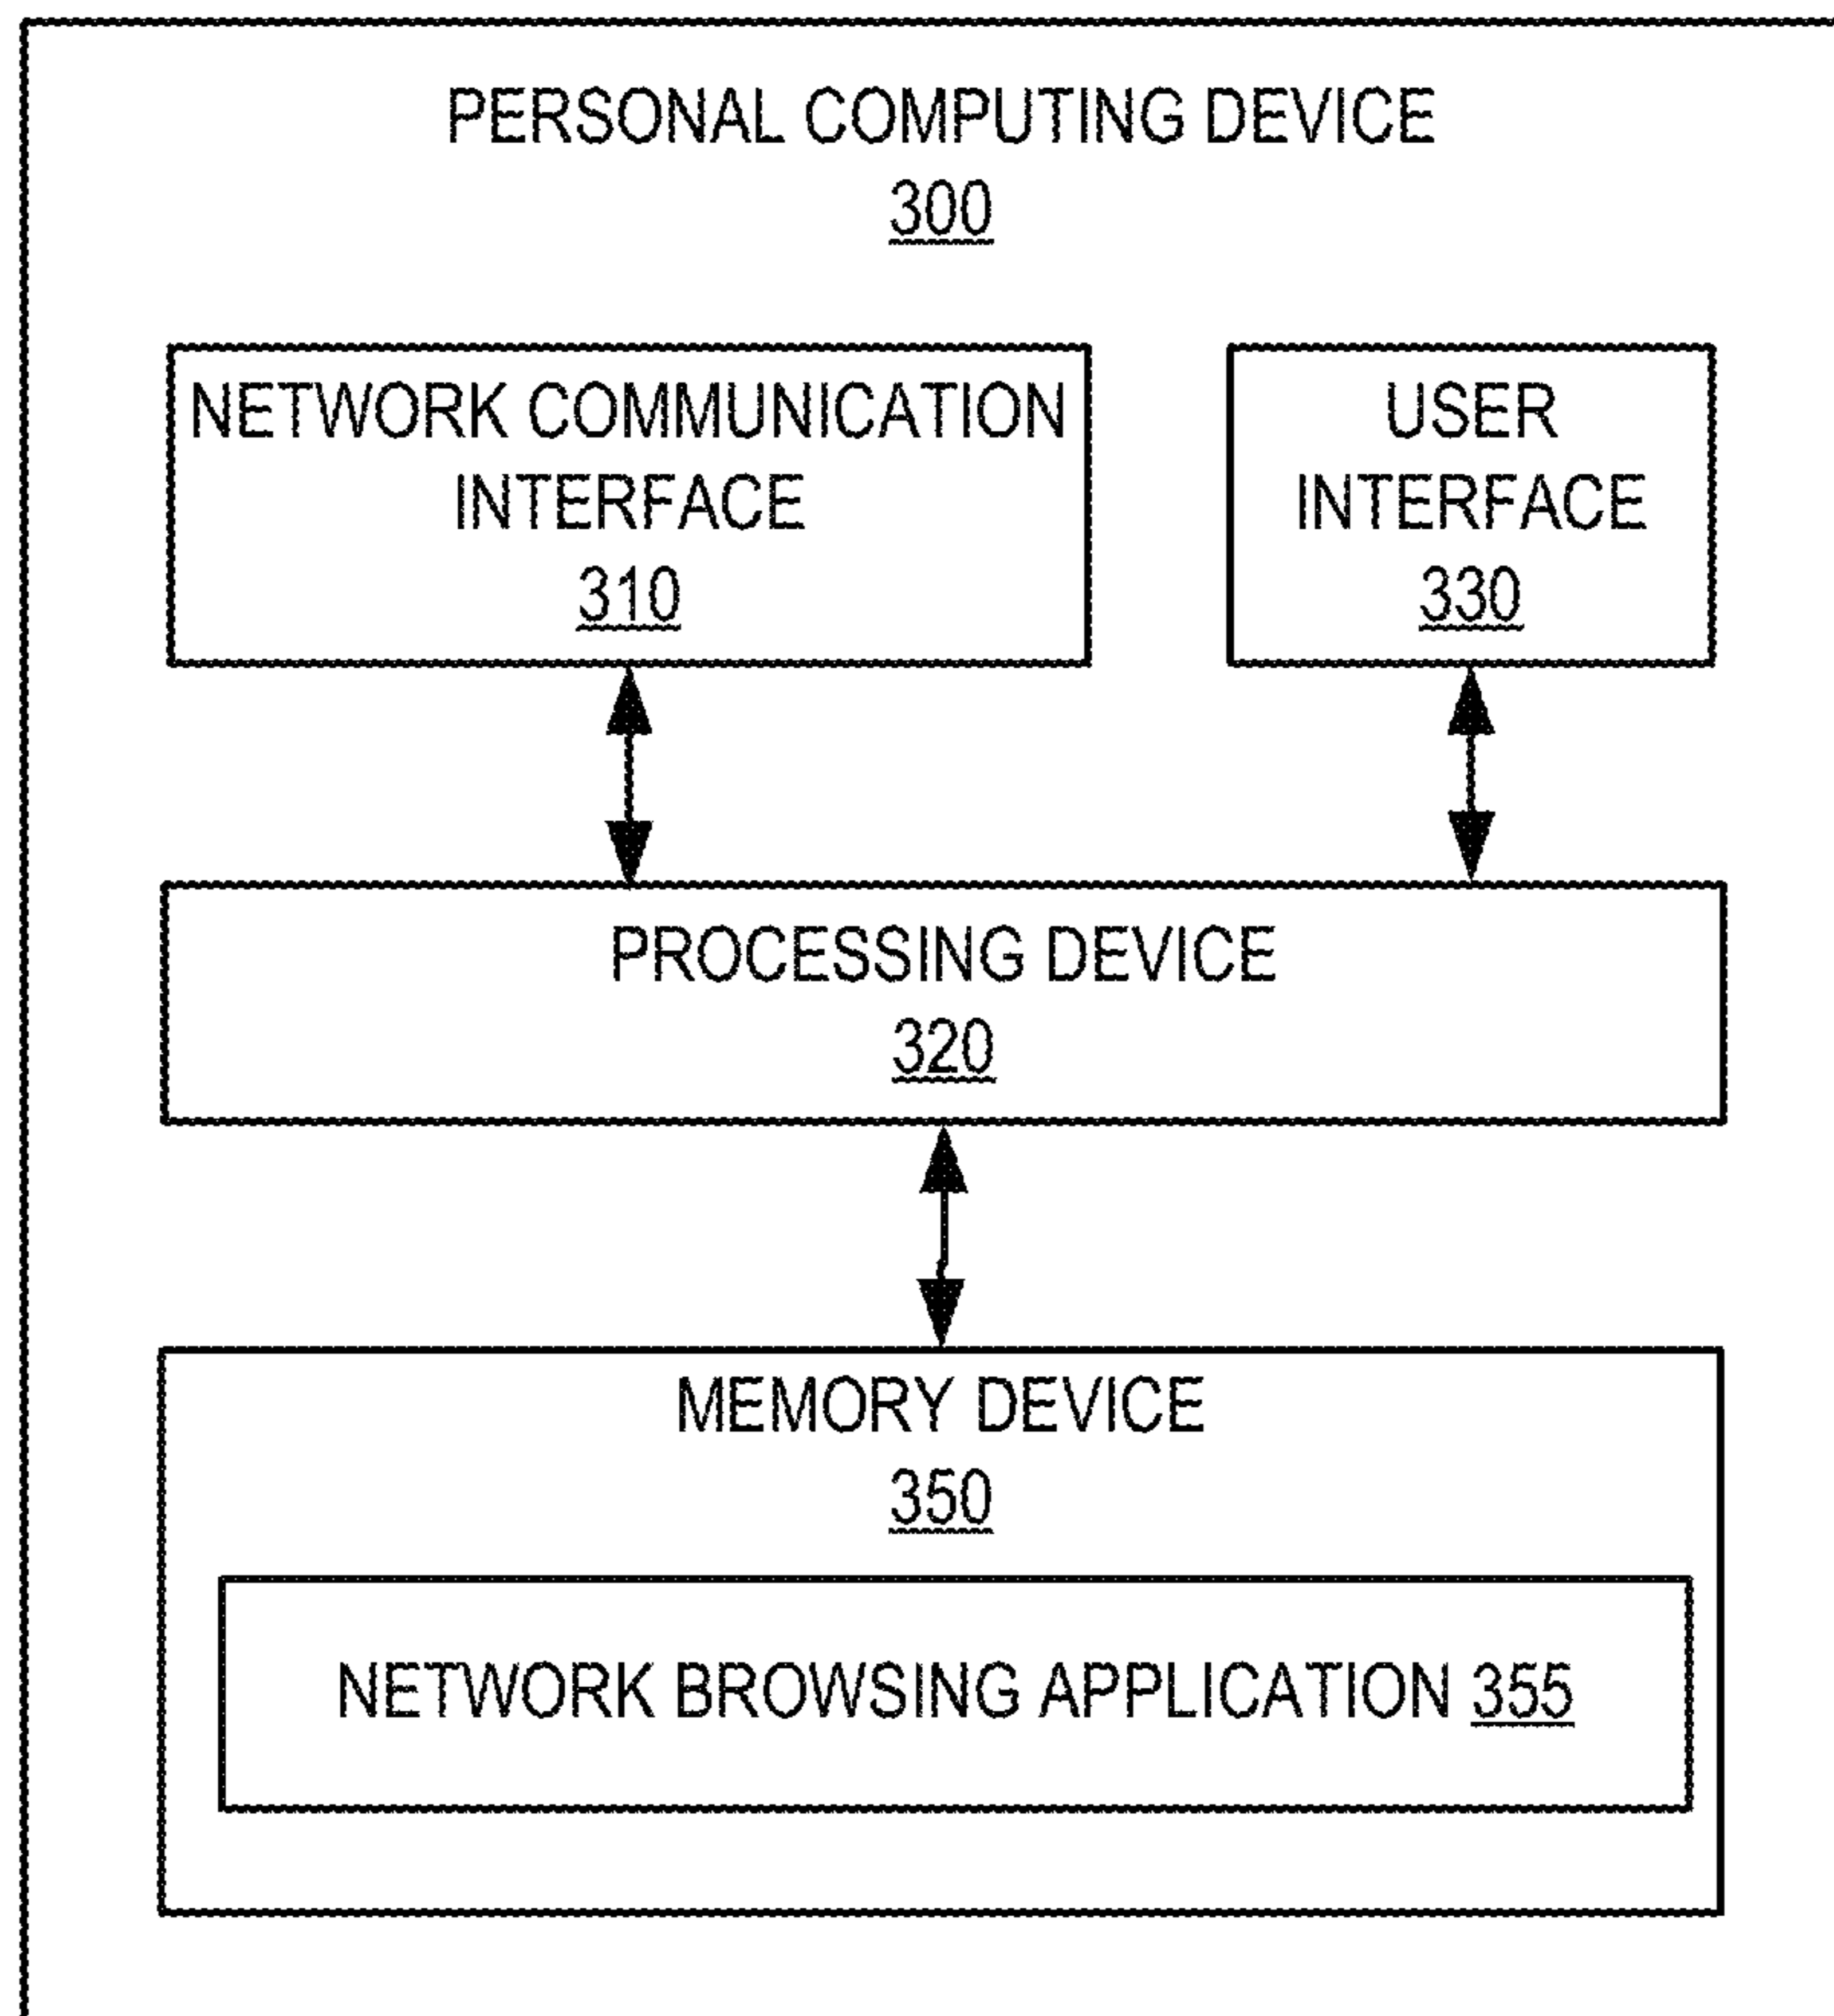 PERSONAL COMPUTING DEVICE
300
NETWORK COMMUNICATION
INTERFACE
310
USER
INTERFACE
330
PROCESSING DEVICE
320
MEMORY DEVICE
350
NETWORK BROWSING APPLICATION 355